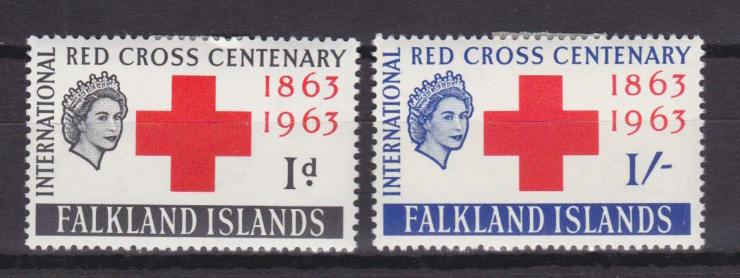 INTERNATIONAL
RED CROSS CENTENARY
1863
1963
1d
FALKLAND ISLANDS
INTERNATIONAL
RED CROSS CENTENARY
1863
1963
1/-
FALKLAND ISLANDS